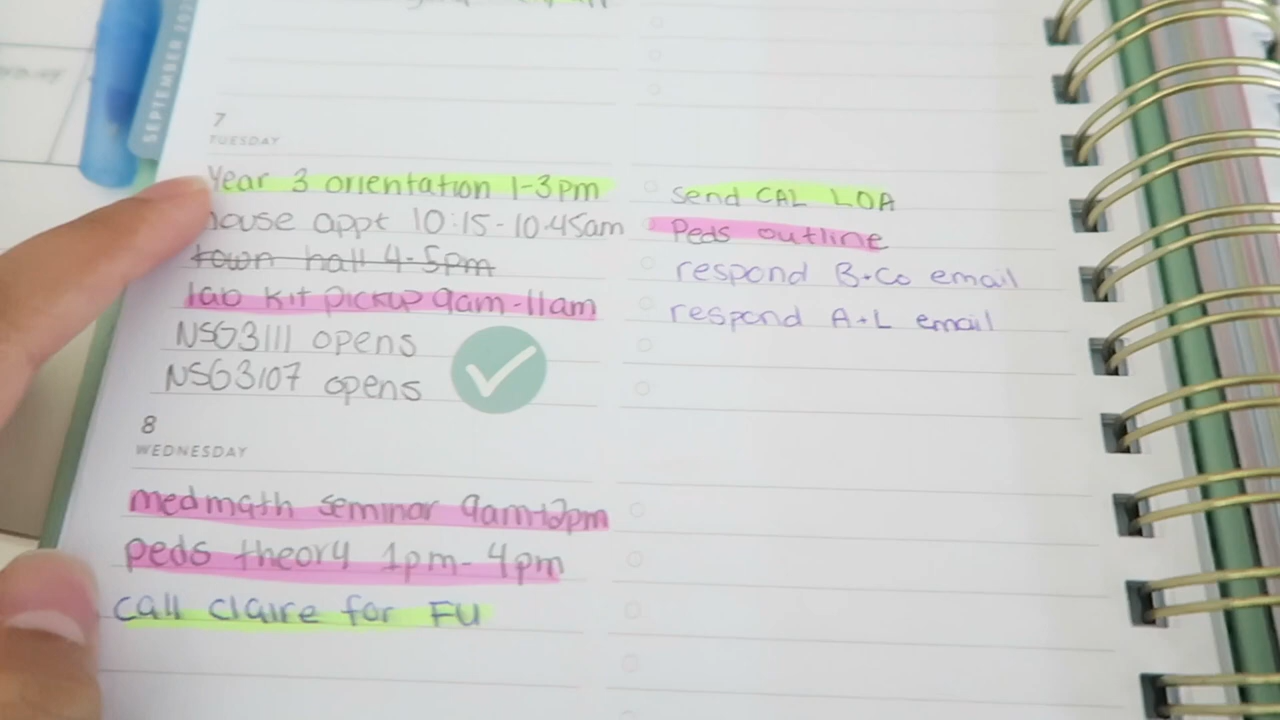 SEPTEMBER 202
7
TUESDAY
Year 3 orientation 1-3pm
house appt 10:15-10:45am
town hall 4-5pm
lab kit pickup 9am-11am
NSG3111 opens
NSG3107 opens
send CAL LOA
Peds outline
respond B+Co email
respond A+L email
8
WEDNESDAY
medmath seminar 9am-12pm
peds theory 1pm-4pm
call claire for FU